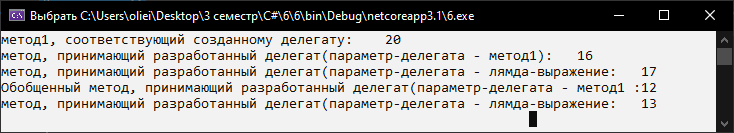 Выбрать C:\Users\oliei\Desktop\3 семестр\C#\6\6\bin\Debug\netcoreapp3.1\6.exe
метод1, соответствующий созданному делегату:    20
метод, принимающий разработанный делегат(параметр-делегата - метод1):   16
метод, принимающий разработанный делегат(параметр-делегата - лямда-выражение:   17
Обобщенный метод, принимающий разработанный делегат(параметр-делегата - метод1 :12
метод, принимающий разработанный делегат(параметр-делегата - лямда-выражение:   13